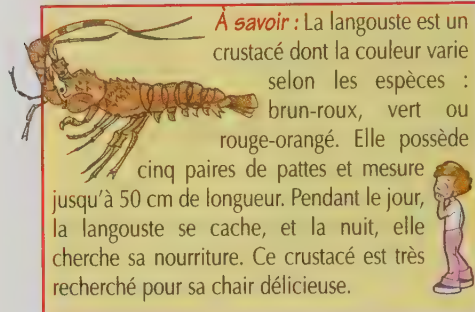 À savoir : La langouste est un
crustacé dont la couleur varie
selon les espèces :
brun-roux, vert ou
rouge-orangé. Elle possède
cinq paires de pattes et mesure
jusqu'à 50 cm de longueur. Pendant le jour,
la langouste se cache, et la nuit, elle
cherche sa nourriture. Ce crustacé est très
recherché pour sa chair délicieuse.